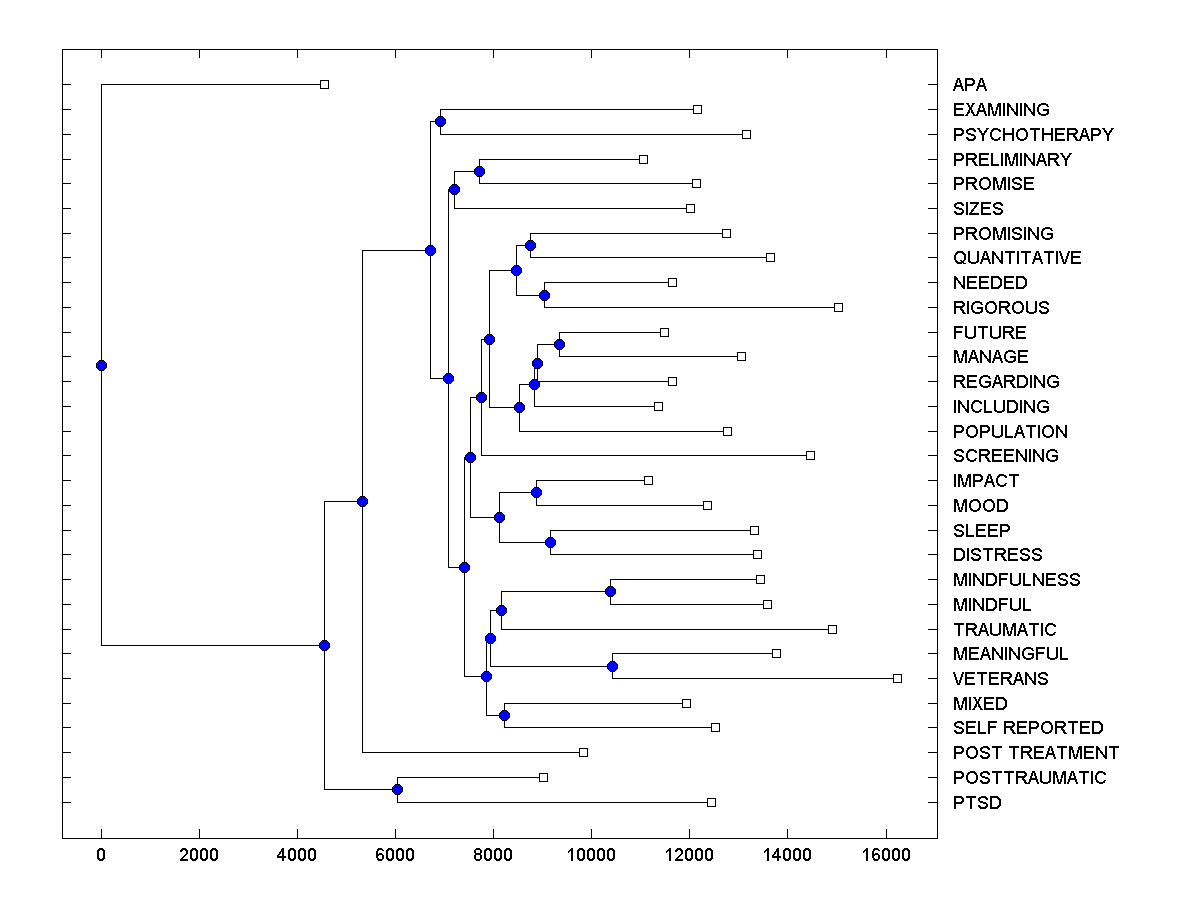 APA
EXAMINING
PSYCHOTHERAPY
PRELIMINARY
PROMISE
SIZES
PROMISING
QUANTITATIVE
NEEDED
RIGOROUS
FUTURE
MANAGE
REGARDING
INCLUDING
POPULATION
SCREENING
IMPACT
MOOD
SLEEP
DISTRESS
MINDFULNESS
MINDFUL
TRAUMATIC
MEANINGFUL
VETERANS
MIXED
SELF REPORTED
POST TREATMENT
POSTTRAUMATIC
PTSD
0 2000 4000 6000 8000 10000 12000 14000 16000